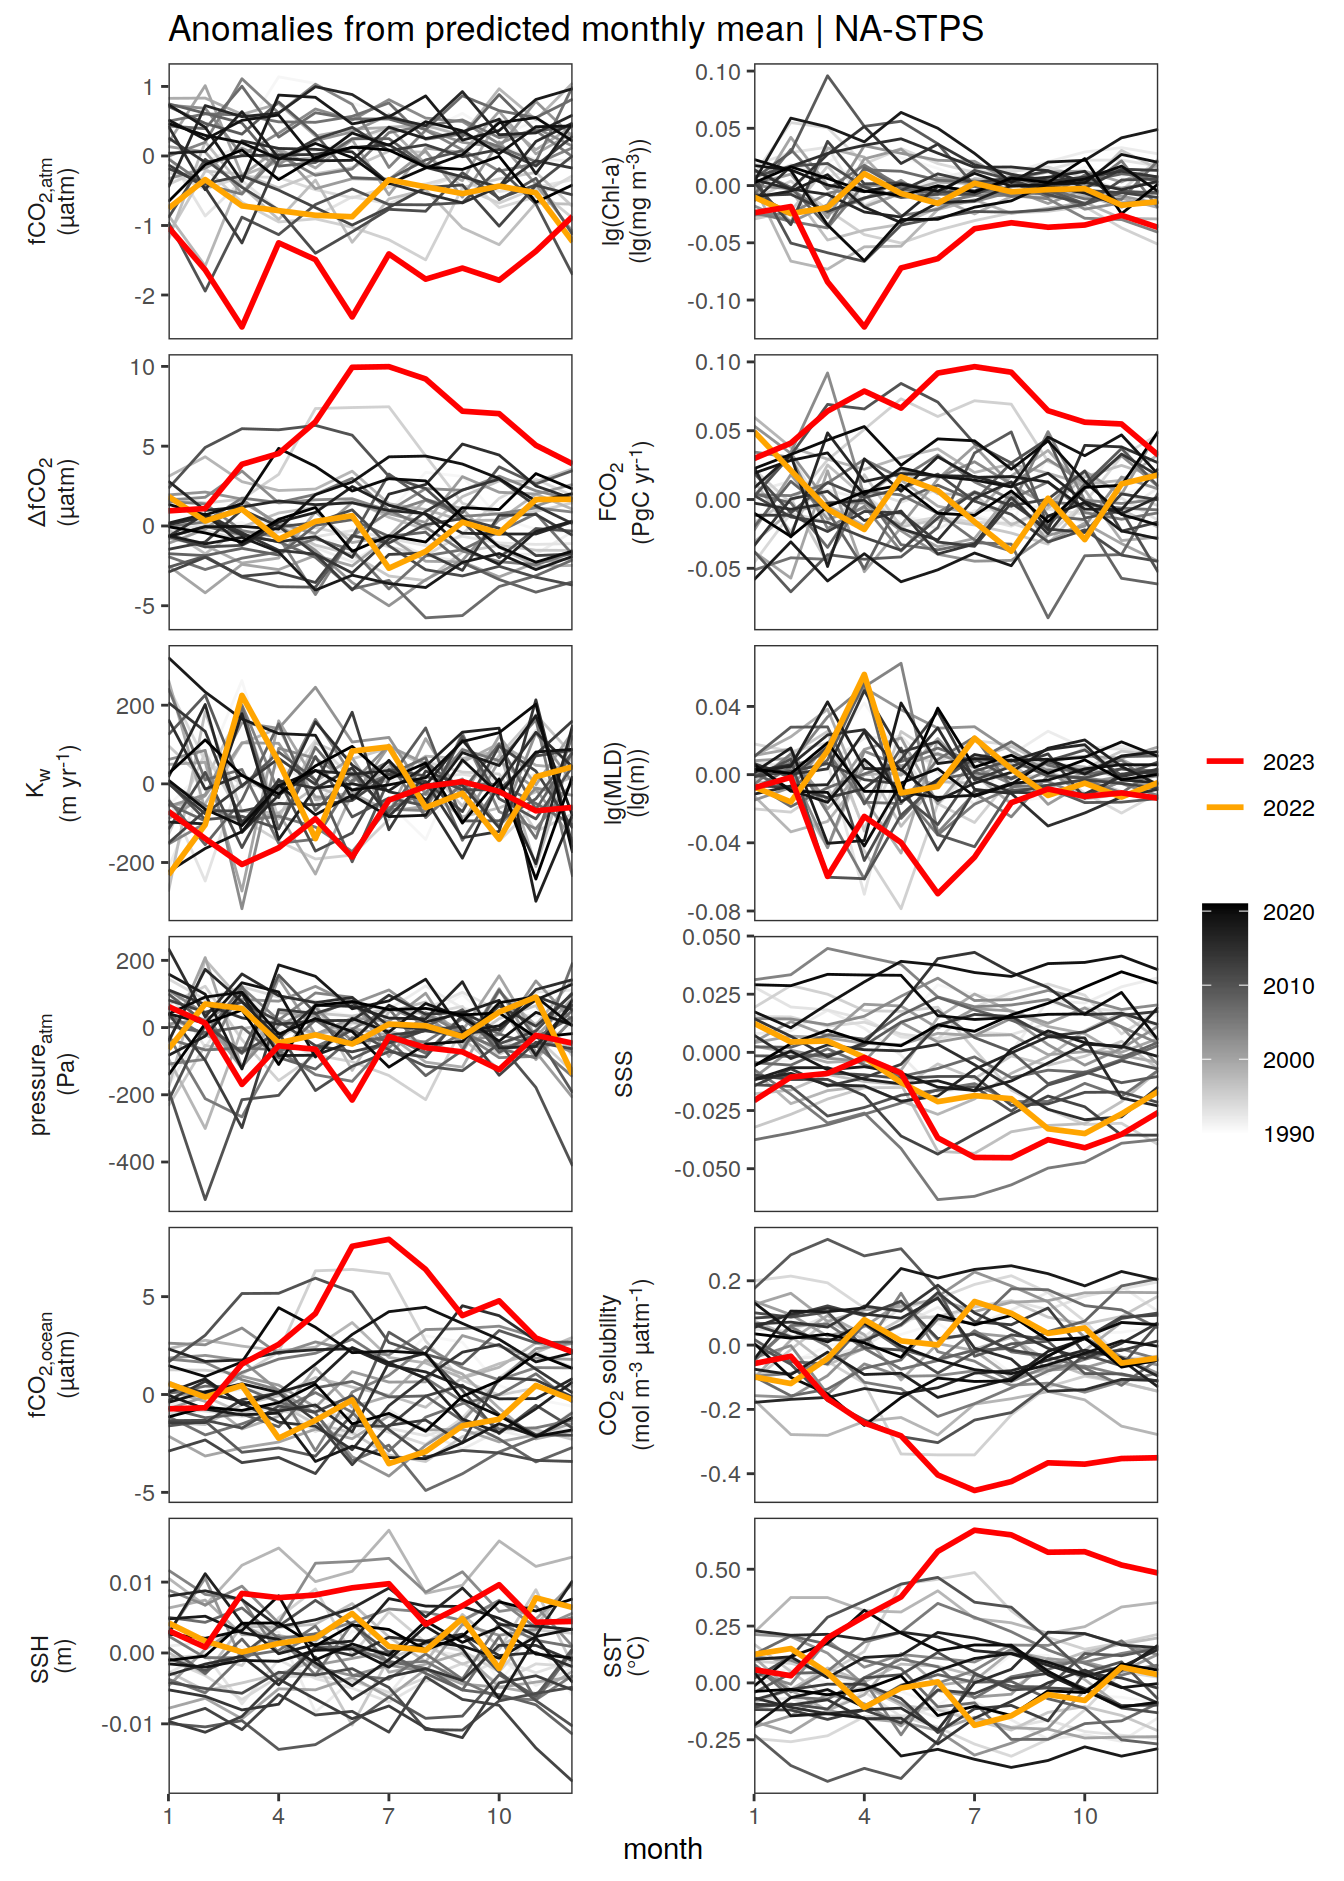 Anomalies from predicted monthly mean | NA-STPS
fCO2,atm
(µatm)
1
0
-1
-2
lg(Chl-a)
(lg(mg m-3))
0.10
0.05
0.00
-0.05
-0.10
ΔfCO2
(µatm)
10
5
0
-5
FCO2
(PgC yr-1)
0.10
0.05
0.00
-0.05
Kw
(m yr-1)
200
0
-200
lg(MLD)
(lg(m))
0.04
0.00
-0.04
-0.08
pressureatm
(Pa)
200
0
-200
-400
SSS
0.050
0.025
0.000
-0.025
-0.050
fCO2,ocean
(µatm)
5
0
-5
CO2 solubility
(mol m-3 µatm-1)
0.2
0.0
-0.2
-0.4
SSH
(m)
0.01
0.00
-0.01
SST
(°C)
0.50
0.25
0.00
-0.25
1 4 7 10
1 4 7 10
month
2023
2022
2020
2010
2000
1990